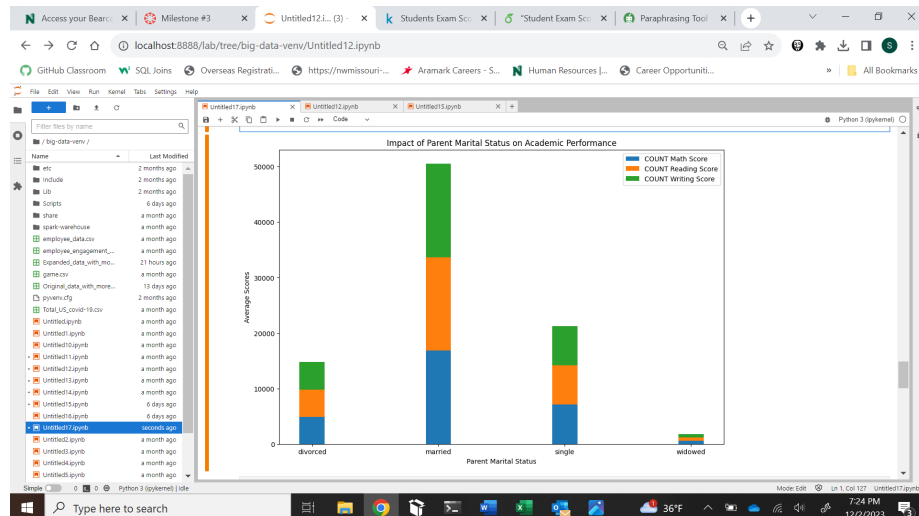 Access your Bearc
Milestone #3
Untitled12.i... (3) -
Students Exam Sco
"Student Exam Sco
Paraphrasing Tool
localhost:8888/lab/tree/big-data-venv/Untitled12.ipynb
GitHub Classroom
SQL Joins
Overseas Registrati...
https://nwmissouri-...
Aramark Careers - S...
Human Resources |...
Career Opportuniti...
»
All Bookmarks
File Edit View Run Kernel Tabs Settings Help
Untitled17.ipynb
Untitled12.ipynb
Untitled15.ipynb
Filter files by name
Code
Python 3 (ipykernel)
/ big-data-venv /
Name Last Modified
etc 2 months ago
Include 2 months ago
Lib 2 months ago
Scripts 6 days ago
share a month ago
spark-warehouse a month ago
employee_data.csv a month ago
employee_engagement_... a month ago
Expanded_data_with_mo... 21 hours ago
game.csv a month ago
Original_data_with_more... 13 days ago
pyvenv.cfg 2 months ago
Total_US_covid-19.csv a month ago
Untitled.ipynb a month ago
Untitled1.ipynb a month ago
Untitled10.ipynb a month ago
Untitled11.ipynb a month ago
Untitled12.ipynb a month ago
Untitled13.ipynb a month ago
Untitled14.ipynb a month ago
Untitled15.ipynb 6 days ago
Untitled16.ipynb 6 days ago
Untitled17.ipynb seconds ago
Untitled2.ipynb a month ago
Untitled3.ipynb a month ago
Untitled4.ipynb a month ago
Untitled5.ipynb a month ago
Impact of Parent Marital Status on Academic Performance
COUNT Math Score
COUNT Reading Score
COUNT Writing Score
50000
40000
30000
20000
10000
0
Average Scores
divorced married single widowed
Parent Marital Status
Simple 0 0 Python 3 (ipykernel) | Idle
Mode: Edit Ln 1, Col 127 Untitled17.ipynb
Type here to search
36°F
7:24 PM
12/2/2023